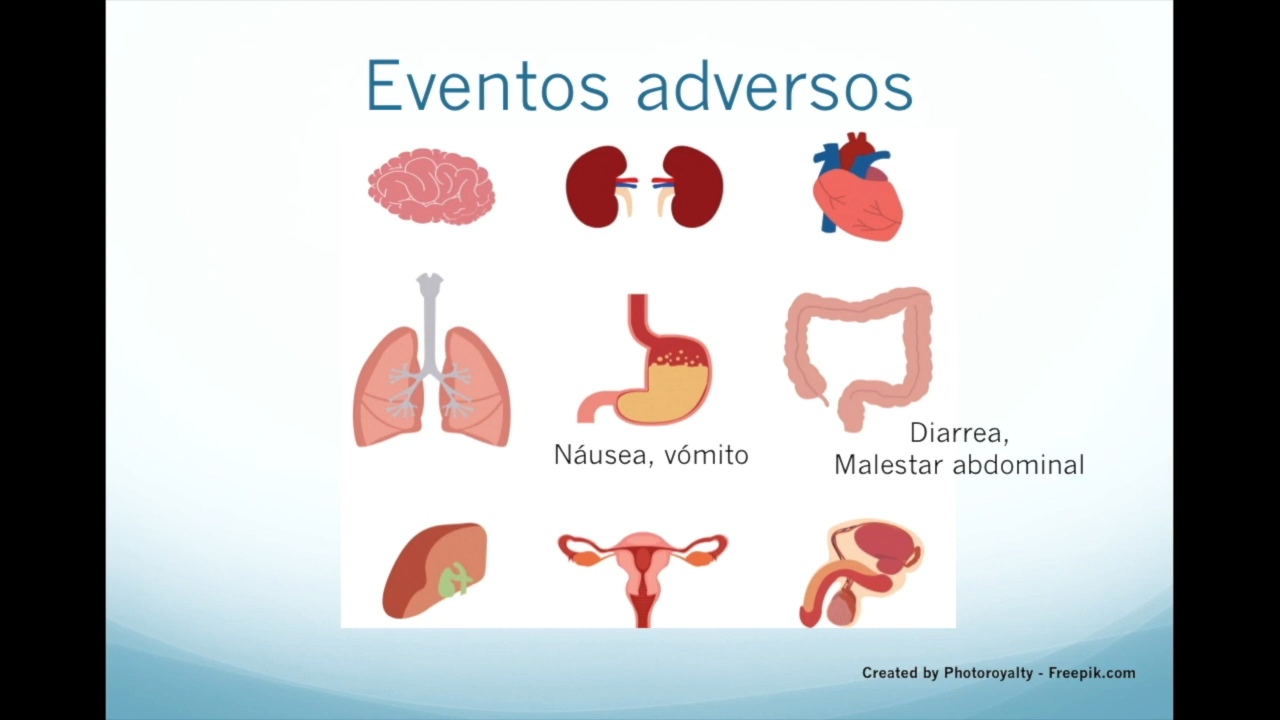 Eventos adversos
Náusea, vómito
Diarrea,
Malestar abdominal
Created by Photoroyalty - Freepik.com